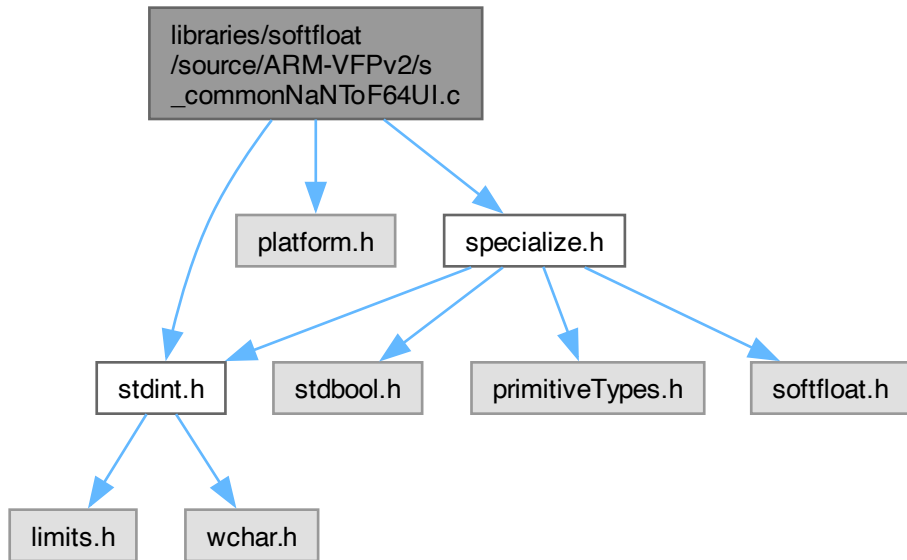 libraries/softfloat
/source/ARM-VFPv2/s
_commonNaNToF64UI.c
platform.h
specialize.h
stdint.h
stdbool.h
primitiveTypes.h
softfloat.h
limits.h
wchar.h